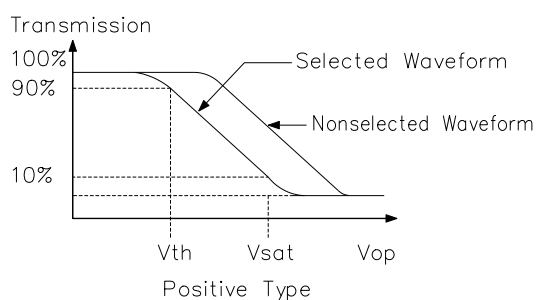 Transmission
100%
Selected Waveform
90%
Nonselected Waveform
10%
Vth
Vsat
Vop
Positive Type